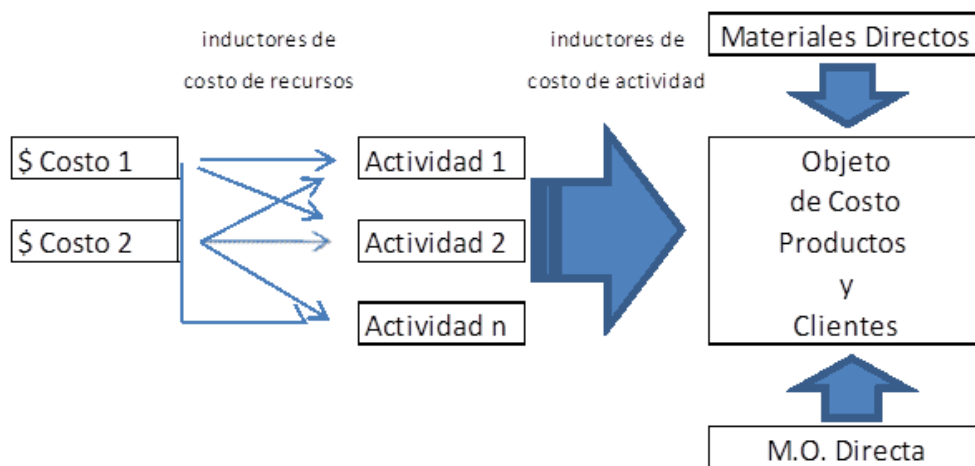 inductores de
costo de recursos
inductores de
costo de actividad
Materiales Directos
$ Costo 1
$ Costo 2
Actividad 1
Actividad 2
Actividad n
Objeto
de Costo
Productos
y
Clientes
M.O. Directa